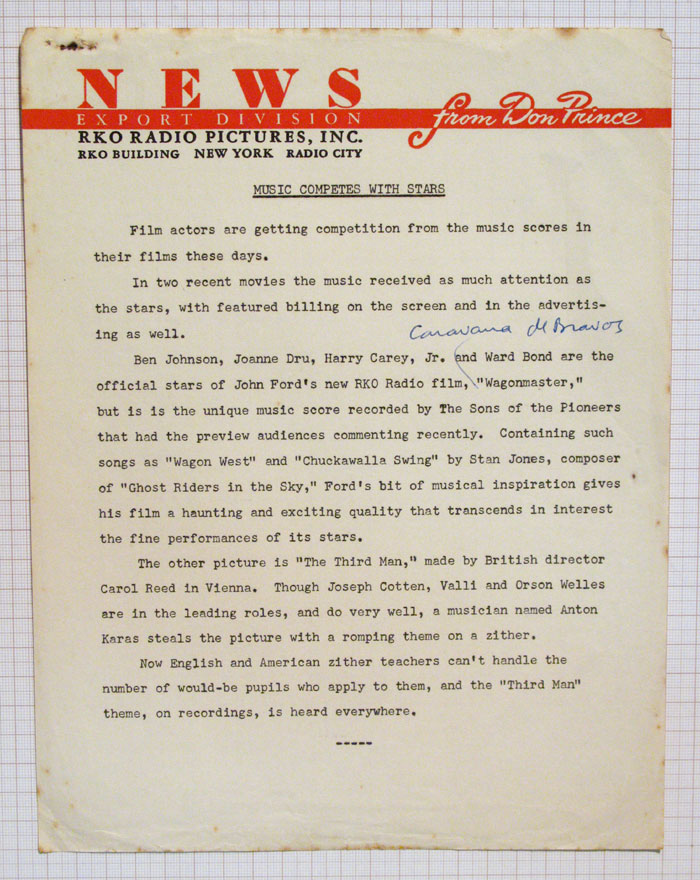 NEWS
EXPORT DIVISION
from Don Prince
RKO RADIO PICTURES, INC.
RKO BUILDING NEW YORK RADIO CITY
MUSIC COMPETES WITH STARS
Film actors are getting competition from the music scores in
their films these days.
In two recent movies the music received as much attention as
the stars, with featured billing on the screen and in the advertis-
ing as well.
Caravana de Bravos
Ben Johnson, Joanne Dru, Harry Carey, Jr. and Ward Bond are the
official stars of John Ford's new RKO Radio film, "Wagonmaster,"
but is is the unique music score recorded by The Sons of the Pioneers
that had the preview audiences commenting recently. Containing such
songs as "Wagon West" and "Chuckawalla Swing" by Stan Jones, composer
of "Ghost Riders in the Sky," Ford's bit of musical inspiration gives
his film a haunting and exciting quality that transcends in interest
the fine performances of its stars.
The other picture is "The Third Man," made by British director
Carol Reed in Vienna. Though Joseph Cotten, Valli and Orson Welles
are in the leading roles, and do very well, a musician named Anton
Karas steals the picture with a romping theme on a zither.
Now English and American zither teachers can't handle the
number of would-be pupils who apply to them, and the "Third Man"
theme, on recordings, is heard everywhere.
-----